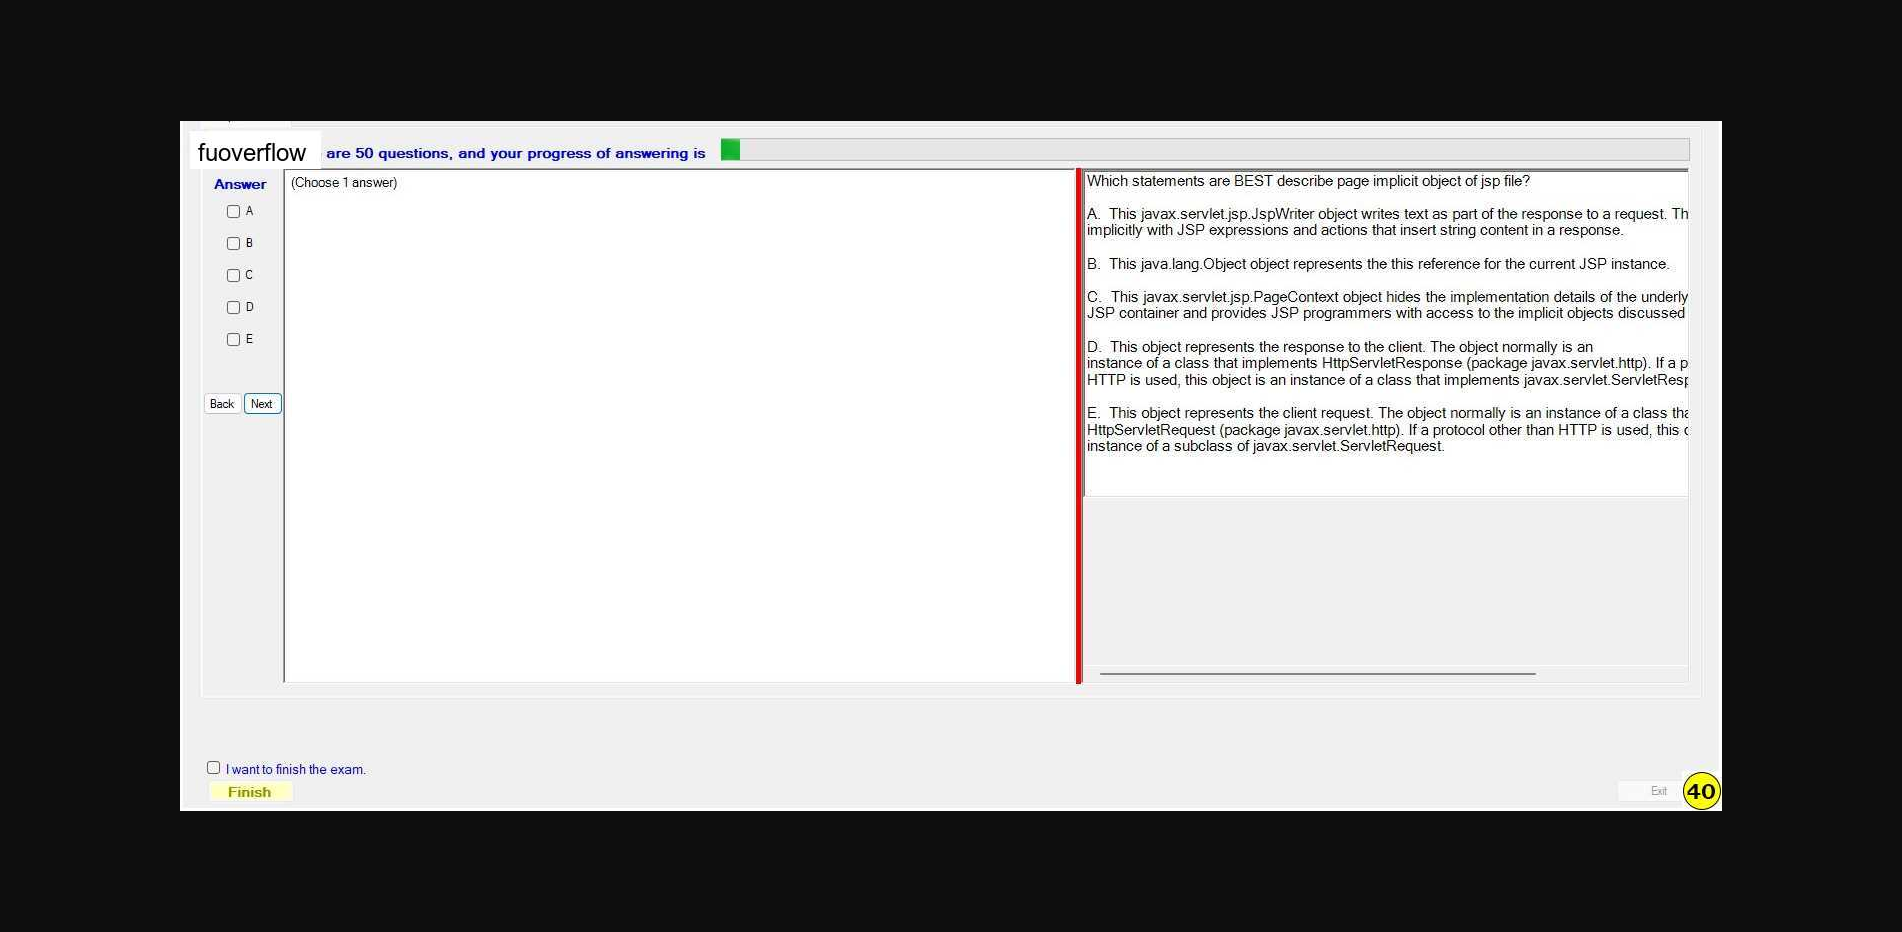 fuoverflow are 50 questions, and your progress of answering is
Answer
A
B
C
D
E
Back Next
(Choose 1 answer)
Which statements are BEST describe page implicit object of jsp file?
A. This javax.servlet.jsp.JspWriter object writes text as part of the response to a request. Th
implicitly with JSP expressions and actions that insert string content in a response.
B. This java.lang.Object object represents the this reference for the current JSP instance.
C. This javax.servlet.jsp.PageContext object hides the implementation details of the underly
JSP container and provides JSP programmers with access to the implicit objects discussed
D. This object represents the response to the client. The object normally is an
instance of a class that implements HttpServletResponse (package javax.servlet.http). If a p
HTTP is used, this object is an instance of a class that implements javax.servlet.ServletResp
E. This object represents the client request. The object normally is an instance of a class tha
HttpServletRequest (package javax.servlet.http). If a protocol other than HTTP is used, this o
instance of a subclass of javax.servlet.ServletRequest.
I want to finish the exam.
Finish
Exit
40